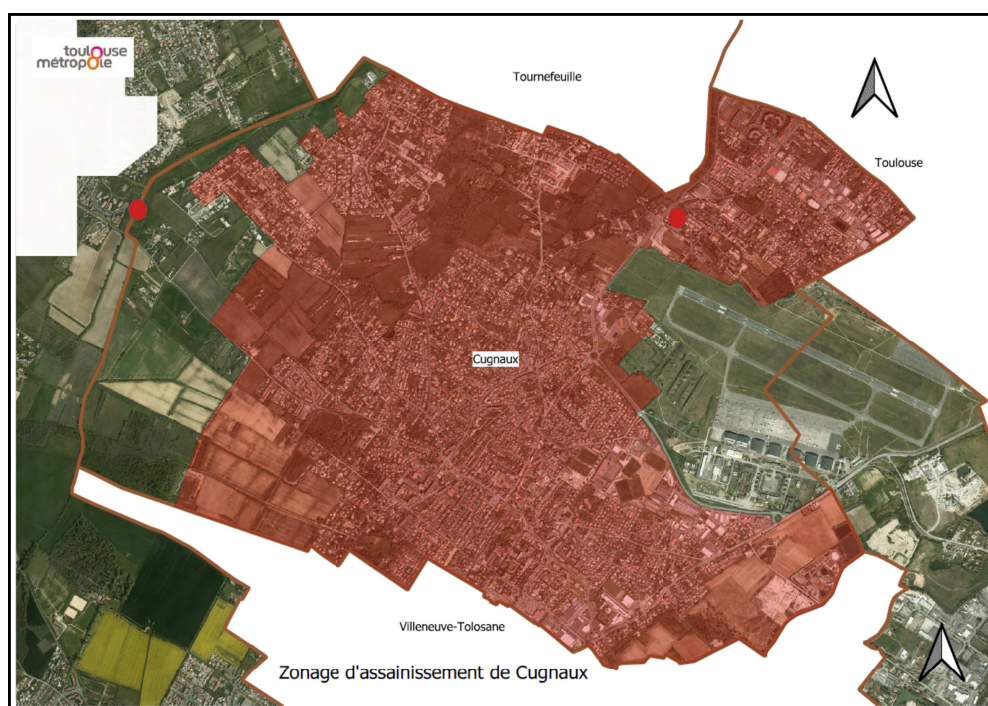 toulouse
métropole
Tournefeuille
Toulouse
Cugnaux
Villeneuve-Tolosane
Zonage d'assainissement de Cugnaux